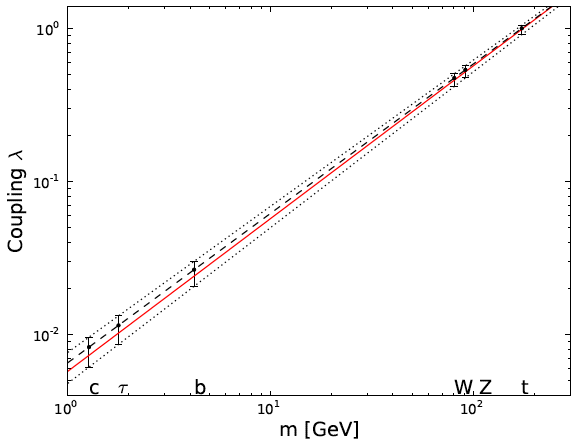 10⁰
10⁻¹
10⁻²
Coupling λ
c τ b W Z t
10⁰ 10¹ 10²
m [GeV]